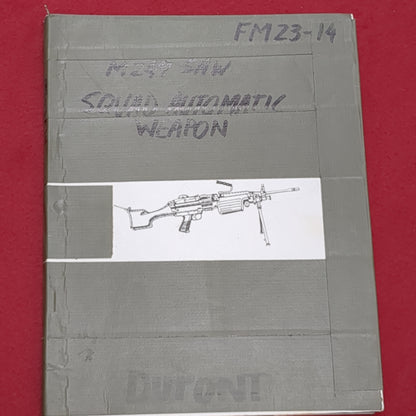 FM23-14
M249 SAW
SQUAD AUTOMATIC
WEAPON
DUPONT